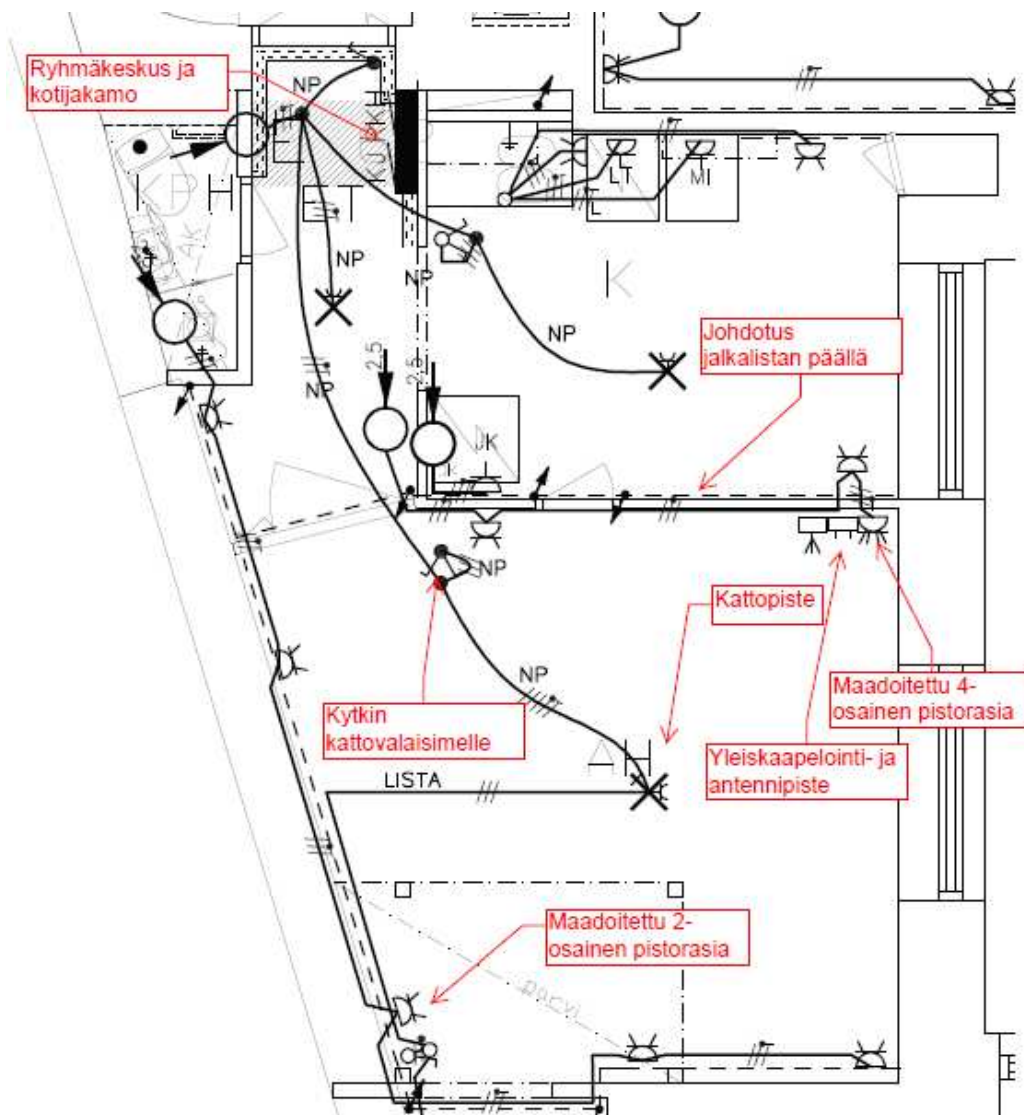 Ryhmäkeskus ja
kotijakamo
NP
KPH
ET
RJPKH
LT
MI
AK
NP
NP
K
NP
Johdotus
jalkalistan päällä
2.5
2.5
NP
JK
NP
Kattopiste
NP
Kytkin
kattovalaisimelle
Maadoitettu 4-
osainen pistorasia
AH
Yleiskaapelointi- ja
antennipiste
LISTA
Maadoitettu 2-
osainen pistorasia
parvi